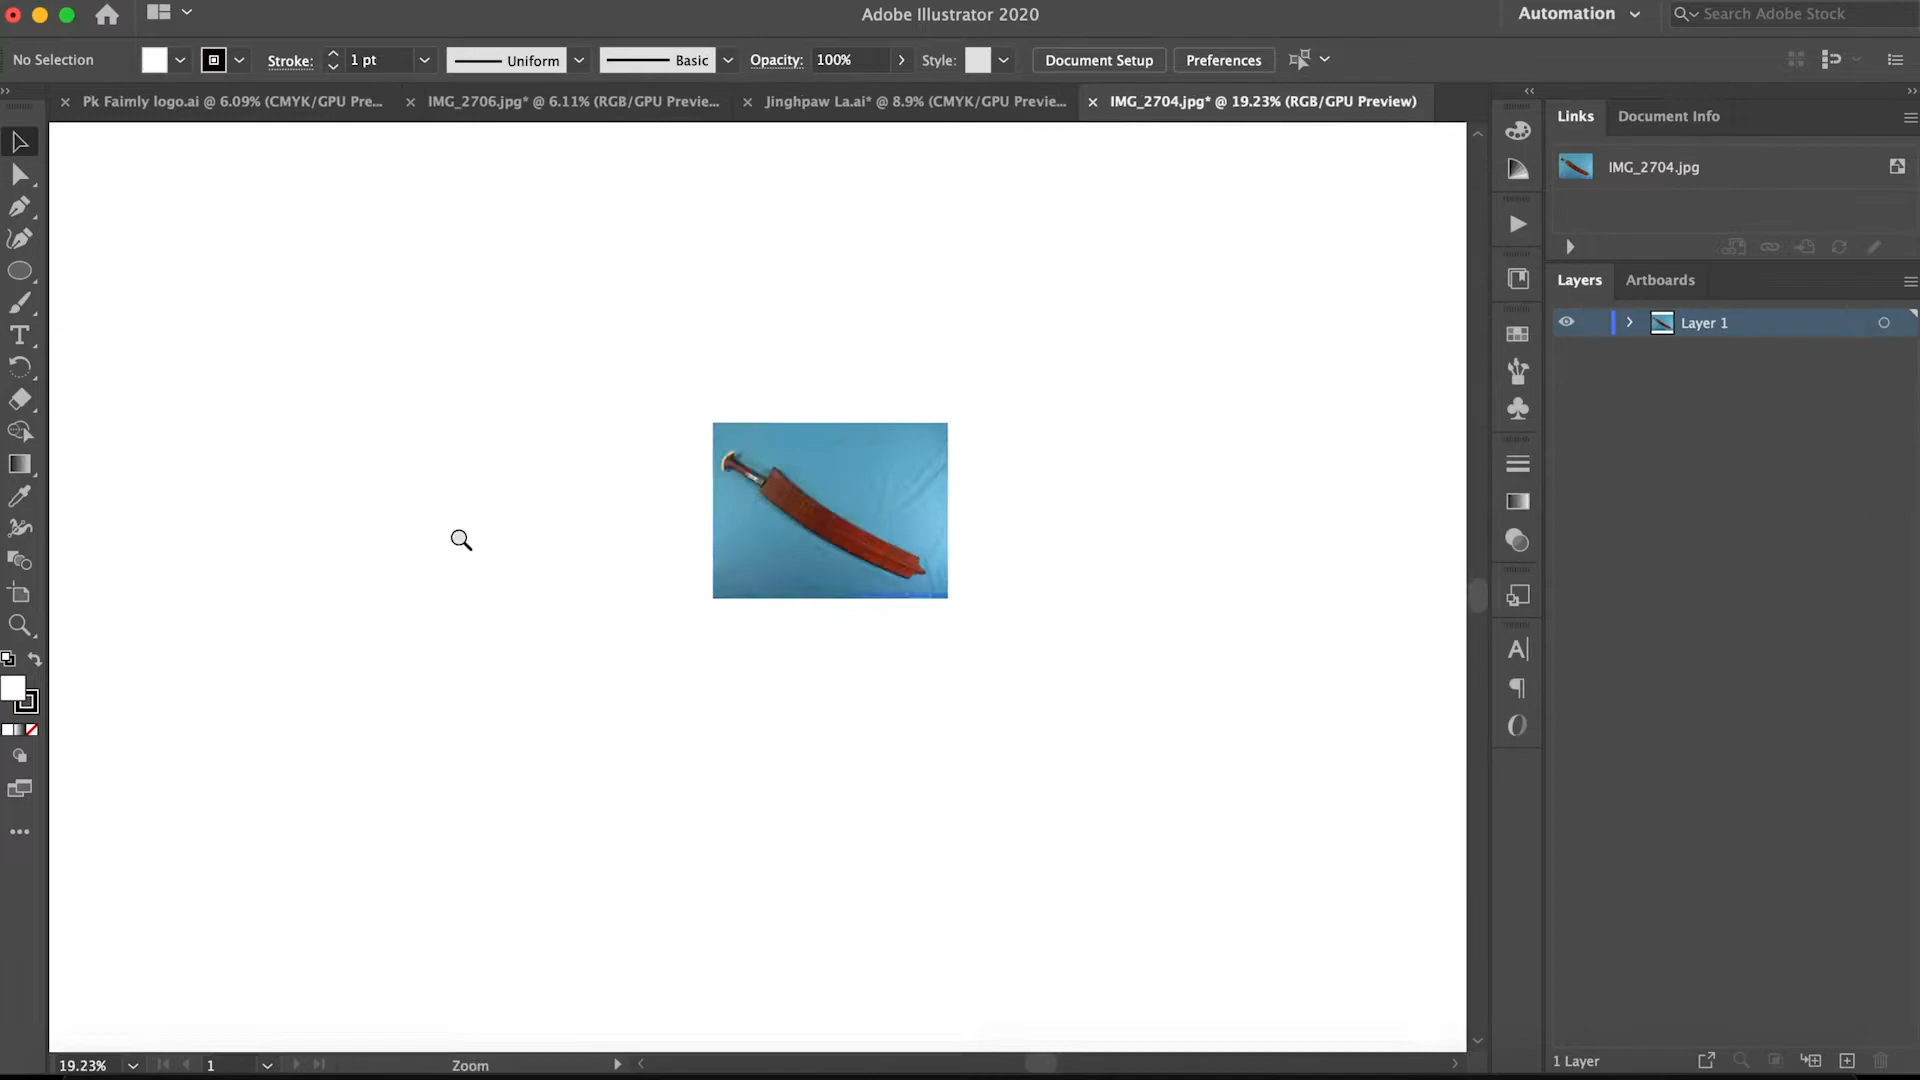 Adobe Illustrator 2020
Automation
Search Adobe Stock
No Selection
Stroke:
1 pt
Uniform
Basic
Opacity:
100%
Style:
Document Setup
Preferences
Pk Faimly logo.ai @ 6.09% (CMYK/GPU Pre...
IMG_2706.jpg* @ 6.11% (RGB/GPU Previe...
Jinghpaw La.ai* @ 8.9% (CMYK/GPU Previe...
IMG_2704.jpg* @ 19.23% (RGB/GPU Preview)
Links
Document Info
IMG_2704.jpg
Layers
Artboards
Layer 1
19.23%
1
Zoom
1 Layer